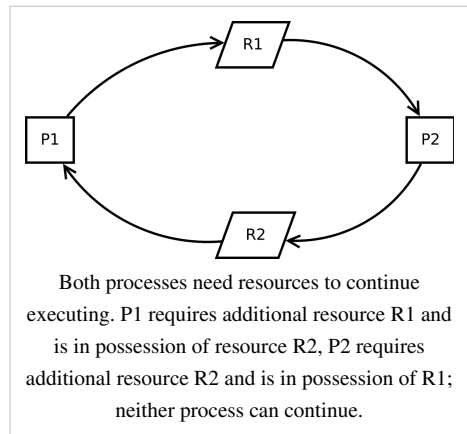 R1
P1
P2
R2
Both processes need resources to continue
executing. P1 requires additional resource R1 and
is in possession of resource R2, P2 requires
additional resource R2 and is in possession of R1;
neither process can continue.